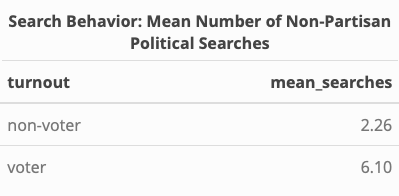 Search Behavior: Mean Number of Non-Partisan
Political Searches
turnout mean_searches
non-voter 2.26
voter 6.10